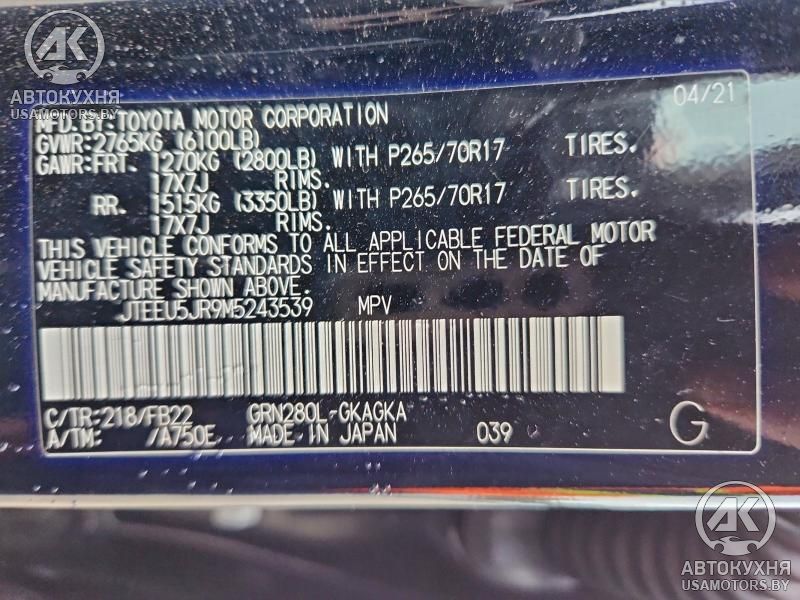 AK
АВТОКУХНЯ
USAMOTORS.BY
MFD.BY:TOYOTA MOTOR CORPORATION 04/21
GVWR:2765KG (6100LB)
GAWR:FRT. 1270KG (2800LB) WITH P265/70R17 TIRES.
17X7J RIMS.
RR. 1515KG (3350LB) WITH P265/70R17 TIRES.
17X7J RIMS.
THIS VEHICLE CONFORMS TO ALL APPLICABLE FEDERAL MOTOR
VEHICLE SAFETY STANDARDS IN EFFECT ON THE DATE OF
MANUFACTURE SHOWN ABOVE.
JTEEU5JR9M5243539 MPV
C/TR:218/FB22 GRN280L-GKAGKA
A/TM: /A750E MADE IN JAPAN 039 G
AK
АВТОКУХНЯ
USAMOTORS.BY